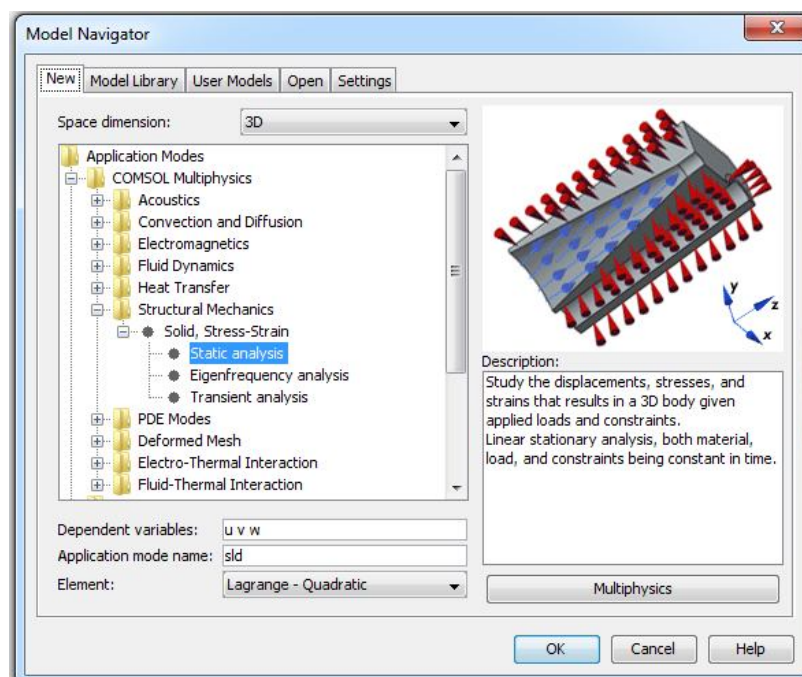 Model Navigator
New Model Library User Models Open Settings
Space dimension: 3D
Application Modes
COMSOL Multiphysics
Acoustics
Convection and Diffusion
Electromagnetics
Fluid Dynamics
Heat Transfer
Structural Mechanics
Solid, Stress-Strain
Static analysis
Eigenfrequency analysis
Transient analysis
PDE Modes
Deformed Mesh
Electro-Thermal Interaction
Fluid-Thermal Interaction
Dependent variables: u v w
Application mode name: sld
Element: Lagrange - Quadratic
y
z
x
Description:
Study the displacements, stresses, and
strains that results in a 3D body given
applied loads and constraints.
Linear stationary analysis, both material,
load, and constraints being constant in time.
Multiphysics
OK Cancel Help